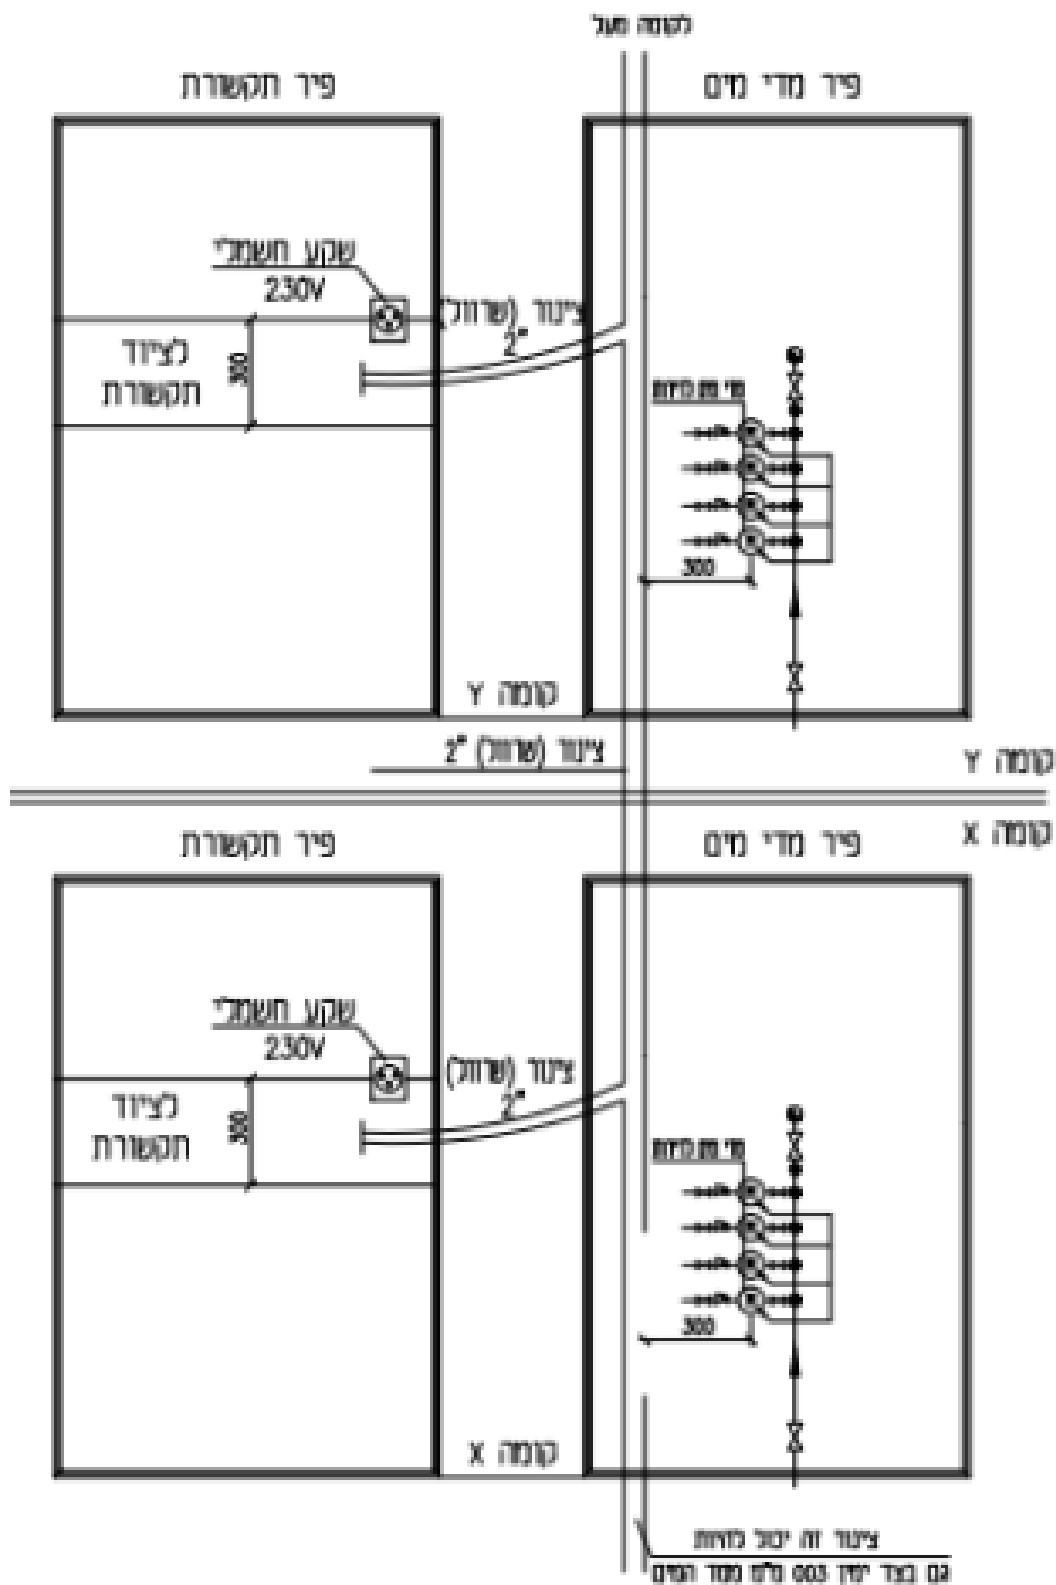 לקומה מעל
פיר תקשורת
פיר מדי מים
שקע חשמלי
230V
צינור (שרוול)
2"
לציוד
תקשורת
300
300
קומה Y
צינור (שרוול) 2"
קומה Y
קומה X
פיר תקשורת
פיר מדי מים
שקע חשמלי
230V
צינור (שרוול)
2"
לציוד
תקשורת
300
300
קומה X
צינור זה יכול להיות
גם בצד ימין 003 מ"מ ממד המים